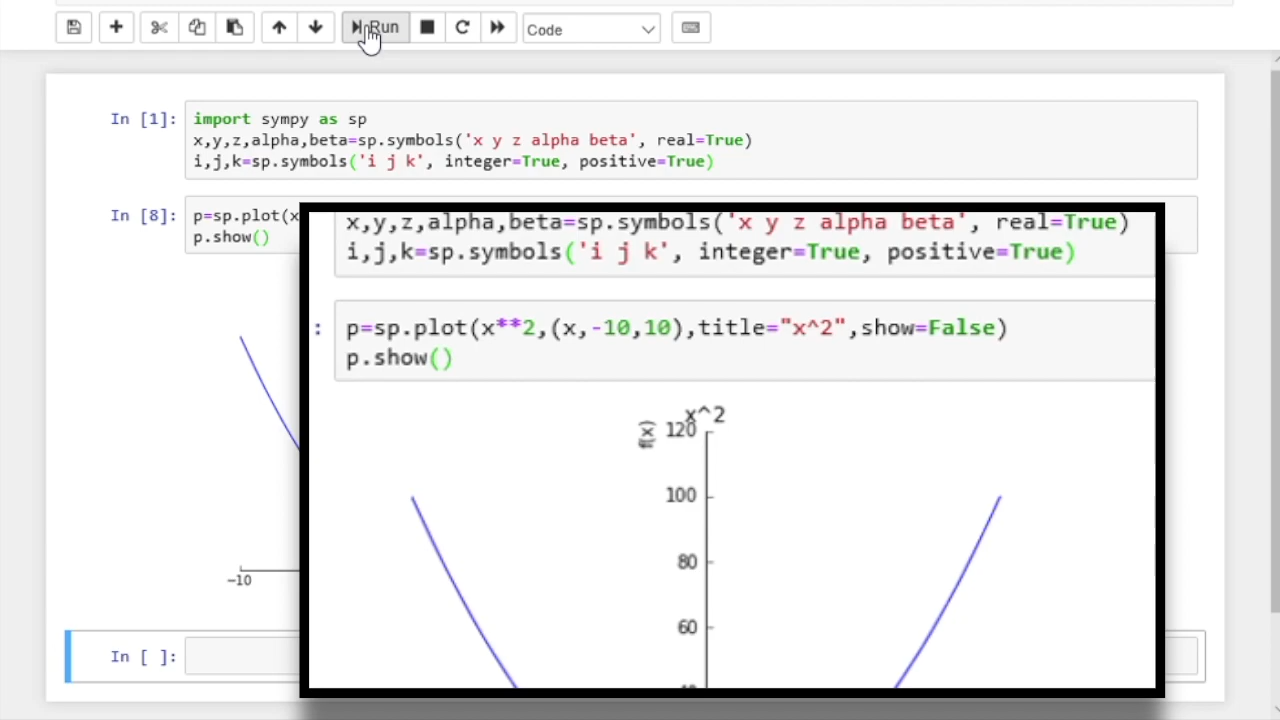 Run
Code
In [1]:
import sympy as sp
x,y,z,alpha,beta=sp.symbols('x y z alpha beta', real=True)
i,j,k=sp.symbols('i j k', integer=True, positive=True)
In [8]:
p=sp.plot(x
p.show()
−10
In [ ]:
x,y,z,alpha,beta=sp.symbols('x y z alpha beta', real=True)
i,j,k=sp.symbols('i j k', integer=True, positive=True)
:
p=sp.plot(x**2,(x,-10,10),title="x^2",show=False)
p.show()
x^2
f(x)
120
100
80
60